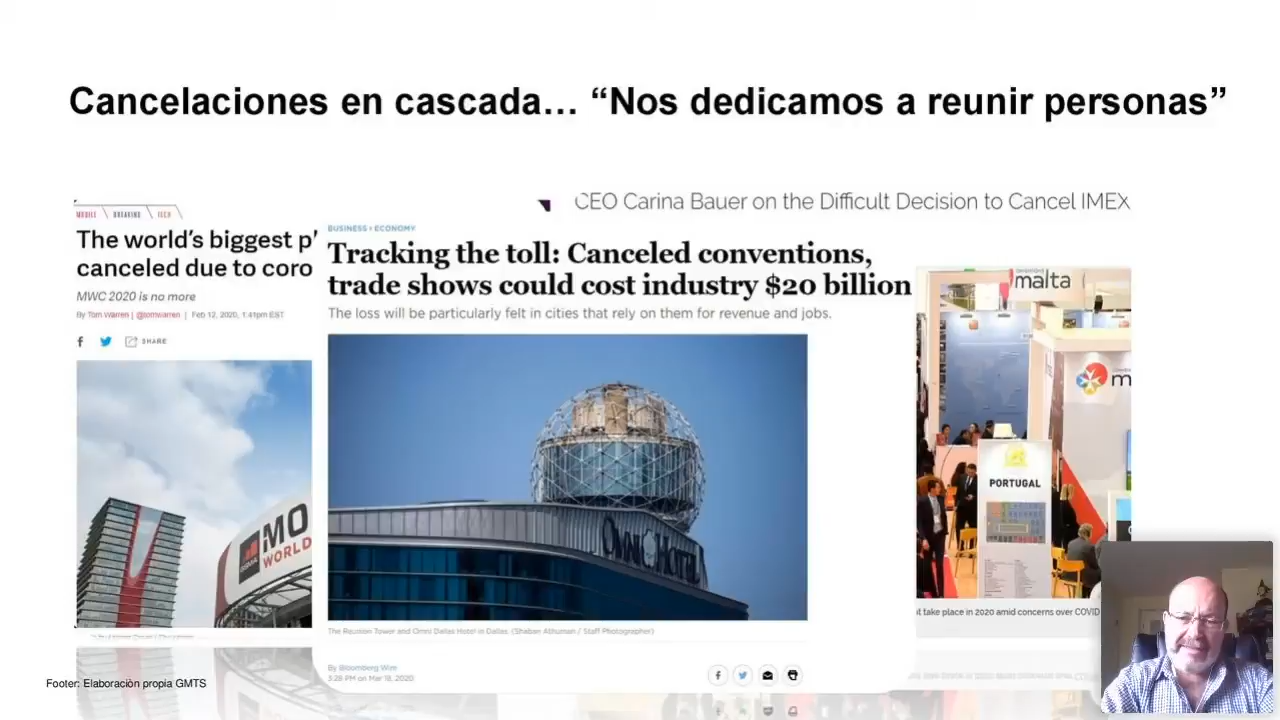 Cancelaciones en cascada… “Nos dedicamos a reunir personas”
CEO Carina Bauer on the Difficult Decision to Cancel IMEX
MOBILE \ BREAKING \ TECH
The world’s biggest p
canceled due to coro
MWC 2020 is no more
By Tom Warren | @tomwarren | Feb 12, 2020, 1:41pm EST
SHARE
MO
WORLD
BUSINESS > ECONOMY
Tracking the toll: Canceled conventions,
trade shows could cost industry $20 billion
The loss will be particularly felt in cities that rely on them for revenue and jobs.
OMNI HOTEL
The Reunion Tower and Omni Dallas Hotel in Dallas. (Shaban Athuman / Staff Photographer)
By Bloomberg Wire
3:28 PM on Mar 18, 2020
malta
m
PORTUGAL
t take place in 2020 amid concerns over COVID
Footer: Elaboraciòn propia GMTS